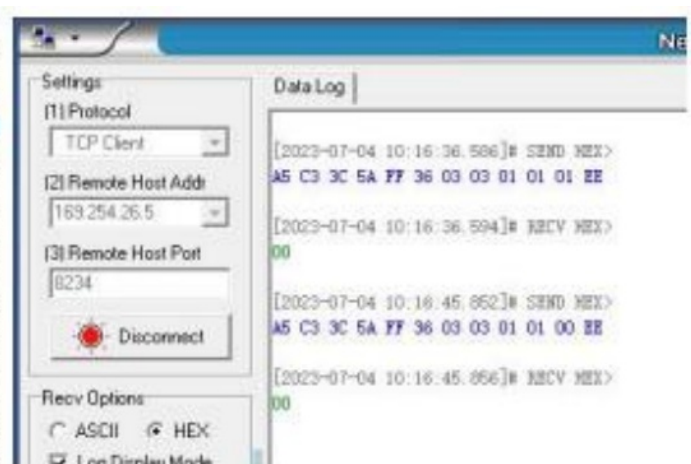 Ne
Settings
(1) Protocol
TCP Client
(2) Remote Host Addr
169.254.26.5
(3) Remote Host Port
8234
Disconnect
Recv Options
ASCII HEX
Log Display Mode
Data Log
[2023-07-04 10:16:36.586]# SEND HEX>
A5 C3 3C 5A FF 36 03 03 01 01 01 EE
[2023-07-04 10:16:36.594]# RECV HEX>
00
[2023-07-04 10:16:45.852]# SEND HEX>
A5 C3 3C 5A FF 36 03 03 01 01 00 EE
[2023-07-04 10:16:45.856]# RECV HEX>
00